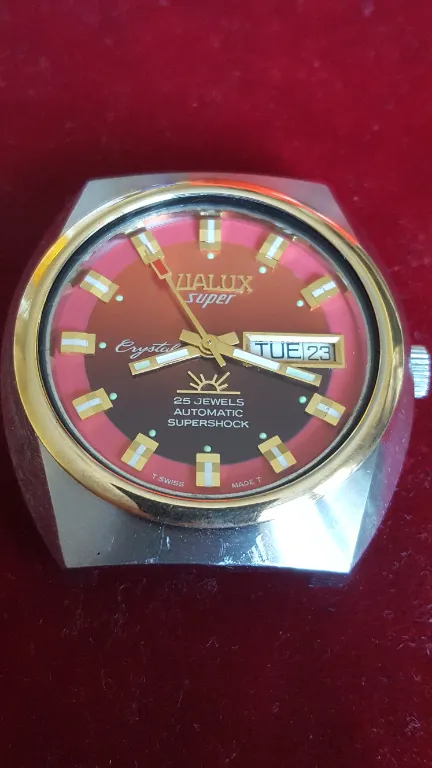 VIALUX
super
Crystal
TUE 23
25 JEWELS
AUTOMATIC
SUPERSHOCK
T·SWISS MADE T